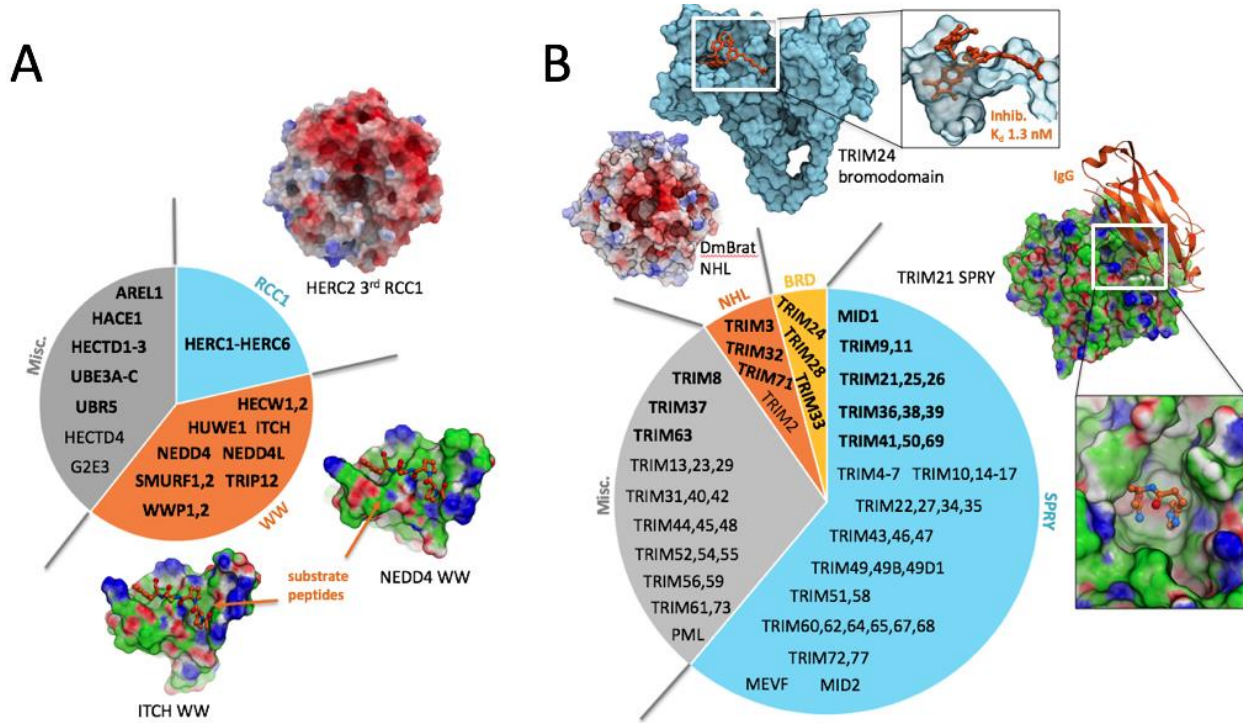 A
HERC2 3rd RCC1
RCC1
HERC1-HERC6
Misc.
AREL1
HACE1
HECTD1-3
UBE3A-C
UBR5
HECTD4
G2E3
HECW1,2
HUWE1 ITCH
NEDD4 NEDD4L
SMURF1,2 TRIP12
WWP1,2
WW
substrate
peptides
NEDD4 WW
ITCH WW
B
Inhib.
Kd 1.3 nM
TRIM24
bromodomain
IgG
DmBrat
NHL
TRIM21 SPRY
NHL
TRIM3
TRIM32
TRIM71
TRIM2
BRD
TRIM24
TRIM28
TRIM33
Misc.
TRIM8
TRIM37
TRIM63
TRIM13,23,29
TRIM31,40,42
TRIM44,45,48
TRIM52,54,55
TRIM56,59
TRIM61,73
PML
SPRY
MID1
TRIM9,11
TRIM21,25,26
TRIM36,38,39
TRIM41,50,69
TRIM4-7 TRIM10,14-17
TRIM22,27,34,35
TRIM43,46,47
TRIM49,49B,49D1
TRIM51,58
TRIM60,62,64,65,67,68
TRIM72,77
MEVF MID2